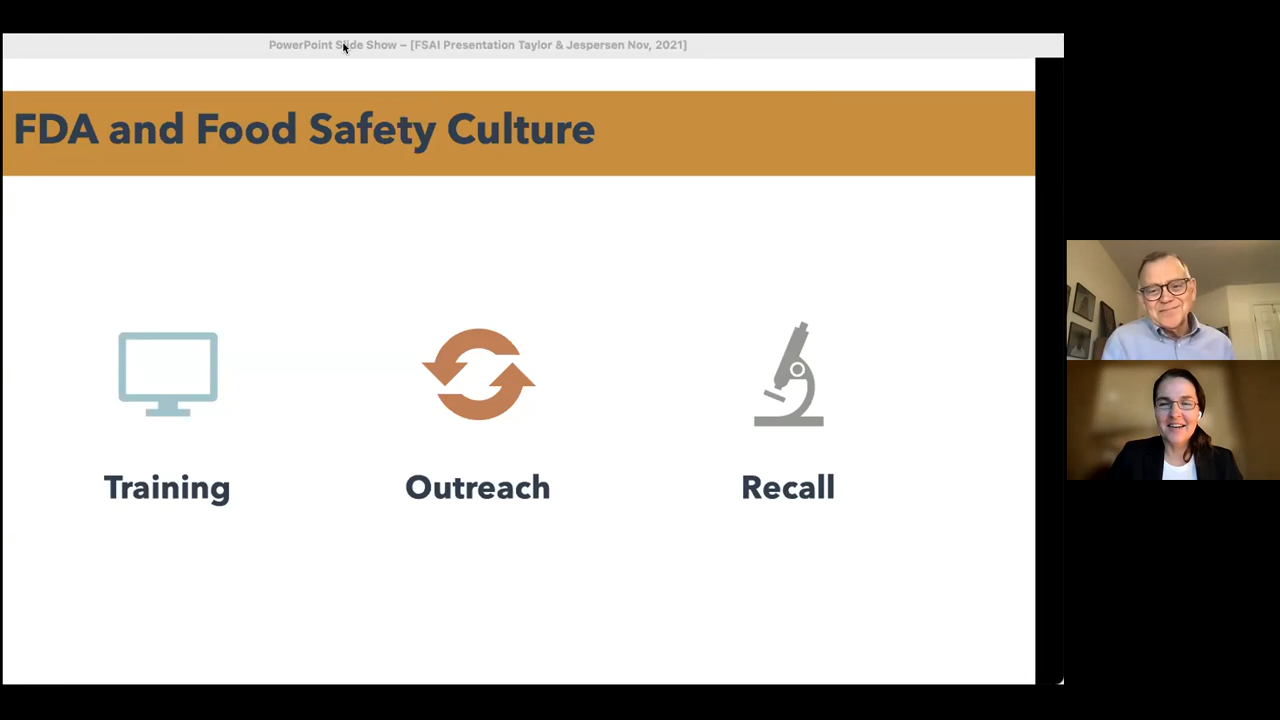 PowerPoint Slide Show – [FSAI Presentation Taylor & Jespersen Nov, 2021]
FDA and Food Safety Culture
Training
Outreach
Recall